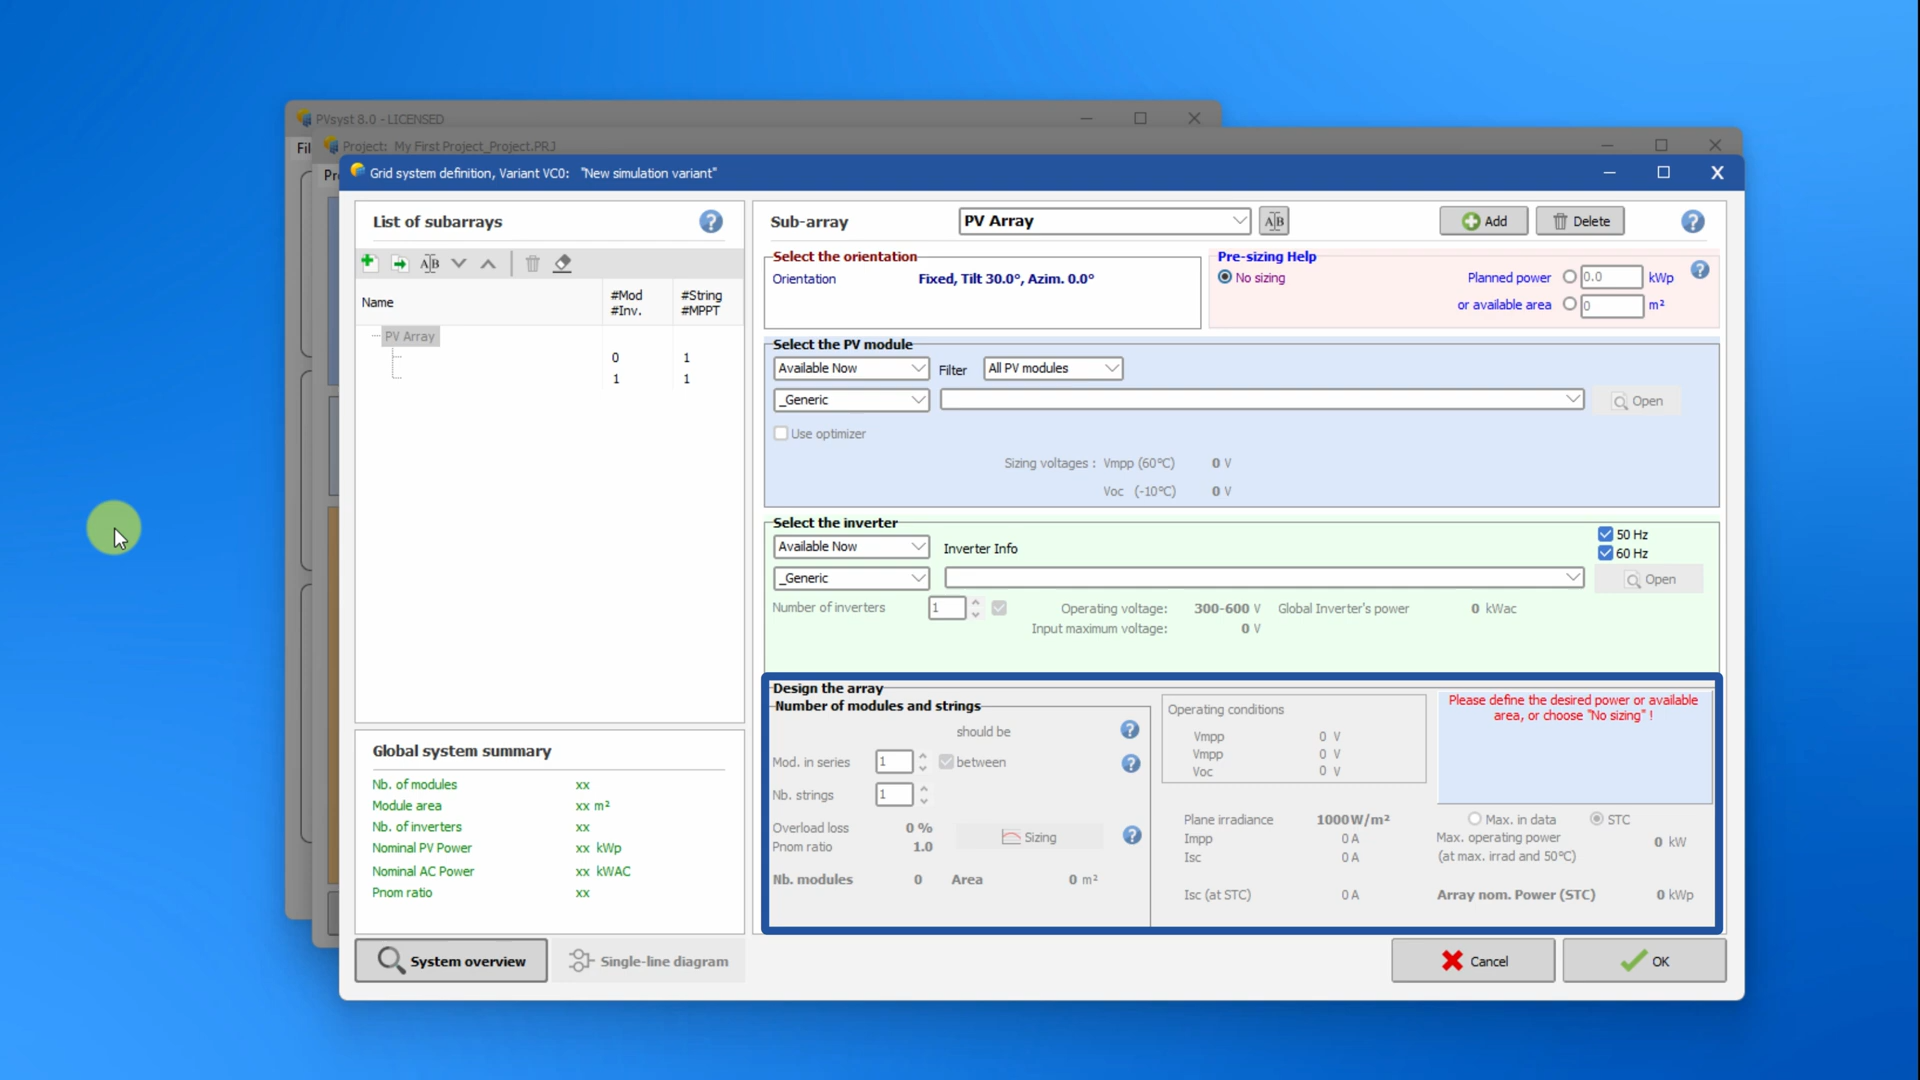 PVsyst 8.0 - LICENSED
Fil
Project: My First Project_Project.PRJ
Pr
Grid system definition, Variant VC0: "New simulation variant"
List of subarrays
Name
#Mod #Inv.
#String #MPPT
PV Array
0 1
1 1
Global system summary
Nb. of modules xx
Module area xx m²
Nb. of inverters xx
Nominal PV Power xx kWp
Nominal AC Power xx kWAC
Pnom ratio xx
System overview
Single-line diagram
Sub-array PV Array Add Delete
Select the orientation
Orientation Fixed, Tilt 30.0°, Azim. 0.0°
Pre-sizing Help
No sizing Planned power 0.0 kWp
or available area 0 m²
Select the PV module
Available Now Filter All PV modules
_Generic Open
Use optimizer
Sizing voltages : Vmpp (60°C) 0 V
Voc (-10°C) 0 V
Select the inverter
Available Now Inverter Info
50 Hz
60 Hz
_Generic Open
Number of inverters 1 Operating voltage: 300-600 V Global Inverter's power 0 kWac
Input maximum voltage: 0 V
Design the array
Number of modules and strings
should be
Mod. in series 1 between
Nb. strings 1
Overload loss 0 %
Pnom ratio 1.0
Sizing
Nb. modules 0 Area 0 m²
Operating conditions
Vmpp 0 V
Vmpp 0 V
Voc 0 V
Plane irradiance 1000 W/m²
Impp 0 A
Isc 0 A
Isc (at STC) 0 A
Please define the desired power or available
area, or choose "No sizing" !
Max. in data STC
Max. operating power 0 kW
(at max. irrad and 50°C)
Array nom. Power (STC) 0 kWp
Cancel
OK